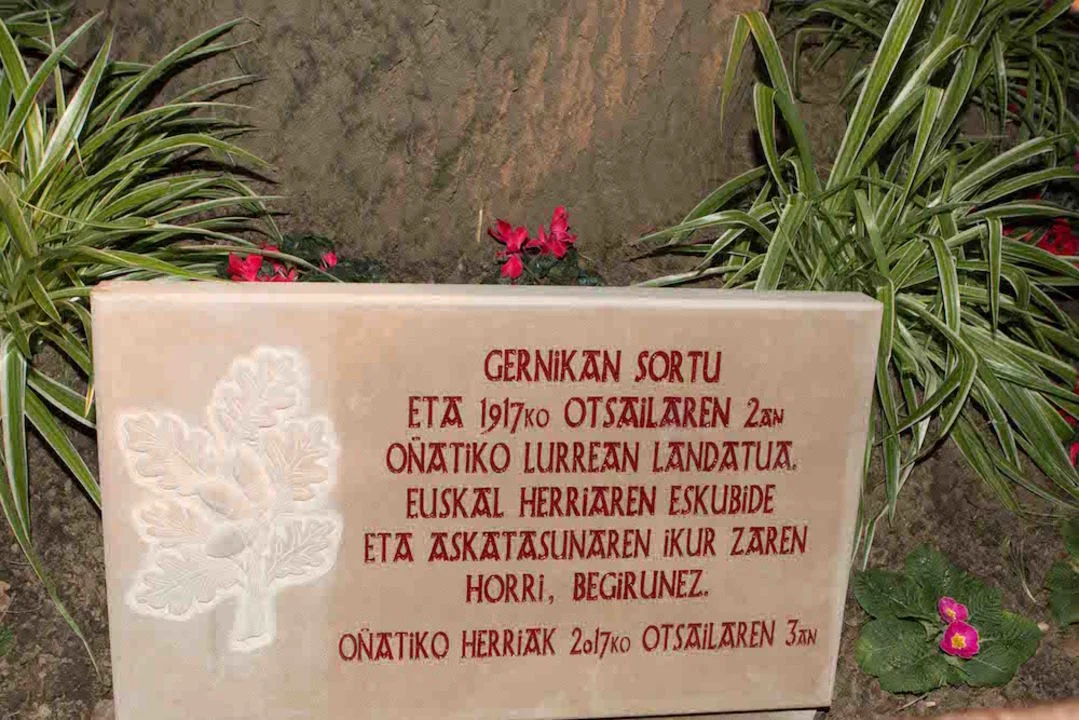 GERNiKAN SORTU
ETA 1917KO OTSAiLAREN 2AN
OÑATiKO LURREAN LANDATUA.
EUSKAL HERRiAREN ESKUBiDE
ETA ASKATASUNAREN iKUR ZAREN
HORRi, BEGiRUNEZ.
OÑATiKO HERRiAK 2017KO OTSAiLAREN 3AN